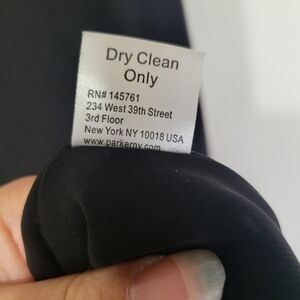 Dry Clean
Only
RN# 145761
234 West 39th Street
3rd Floor
New York NY 10018 USA
www.parkerny.com